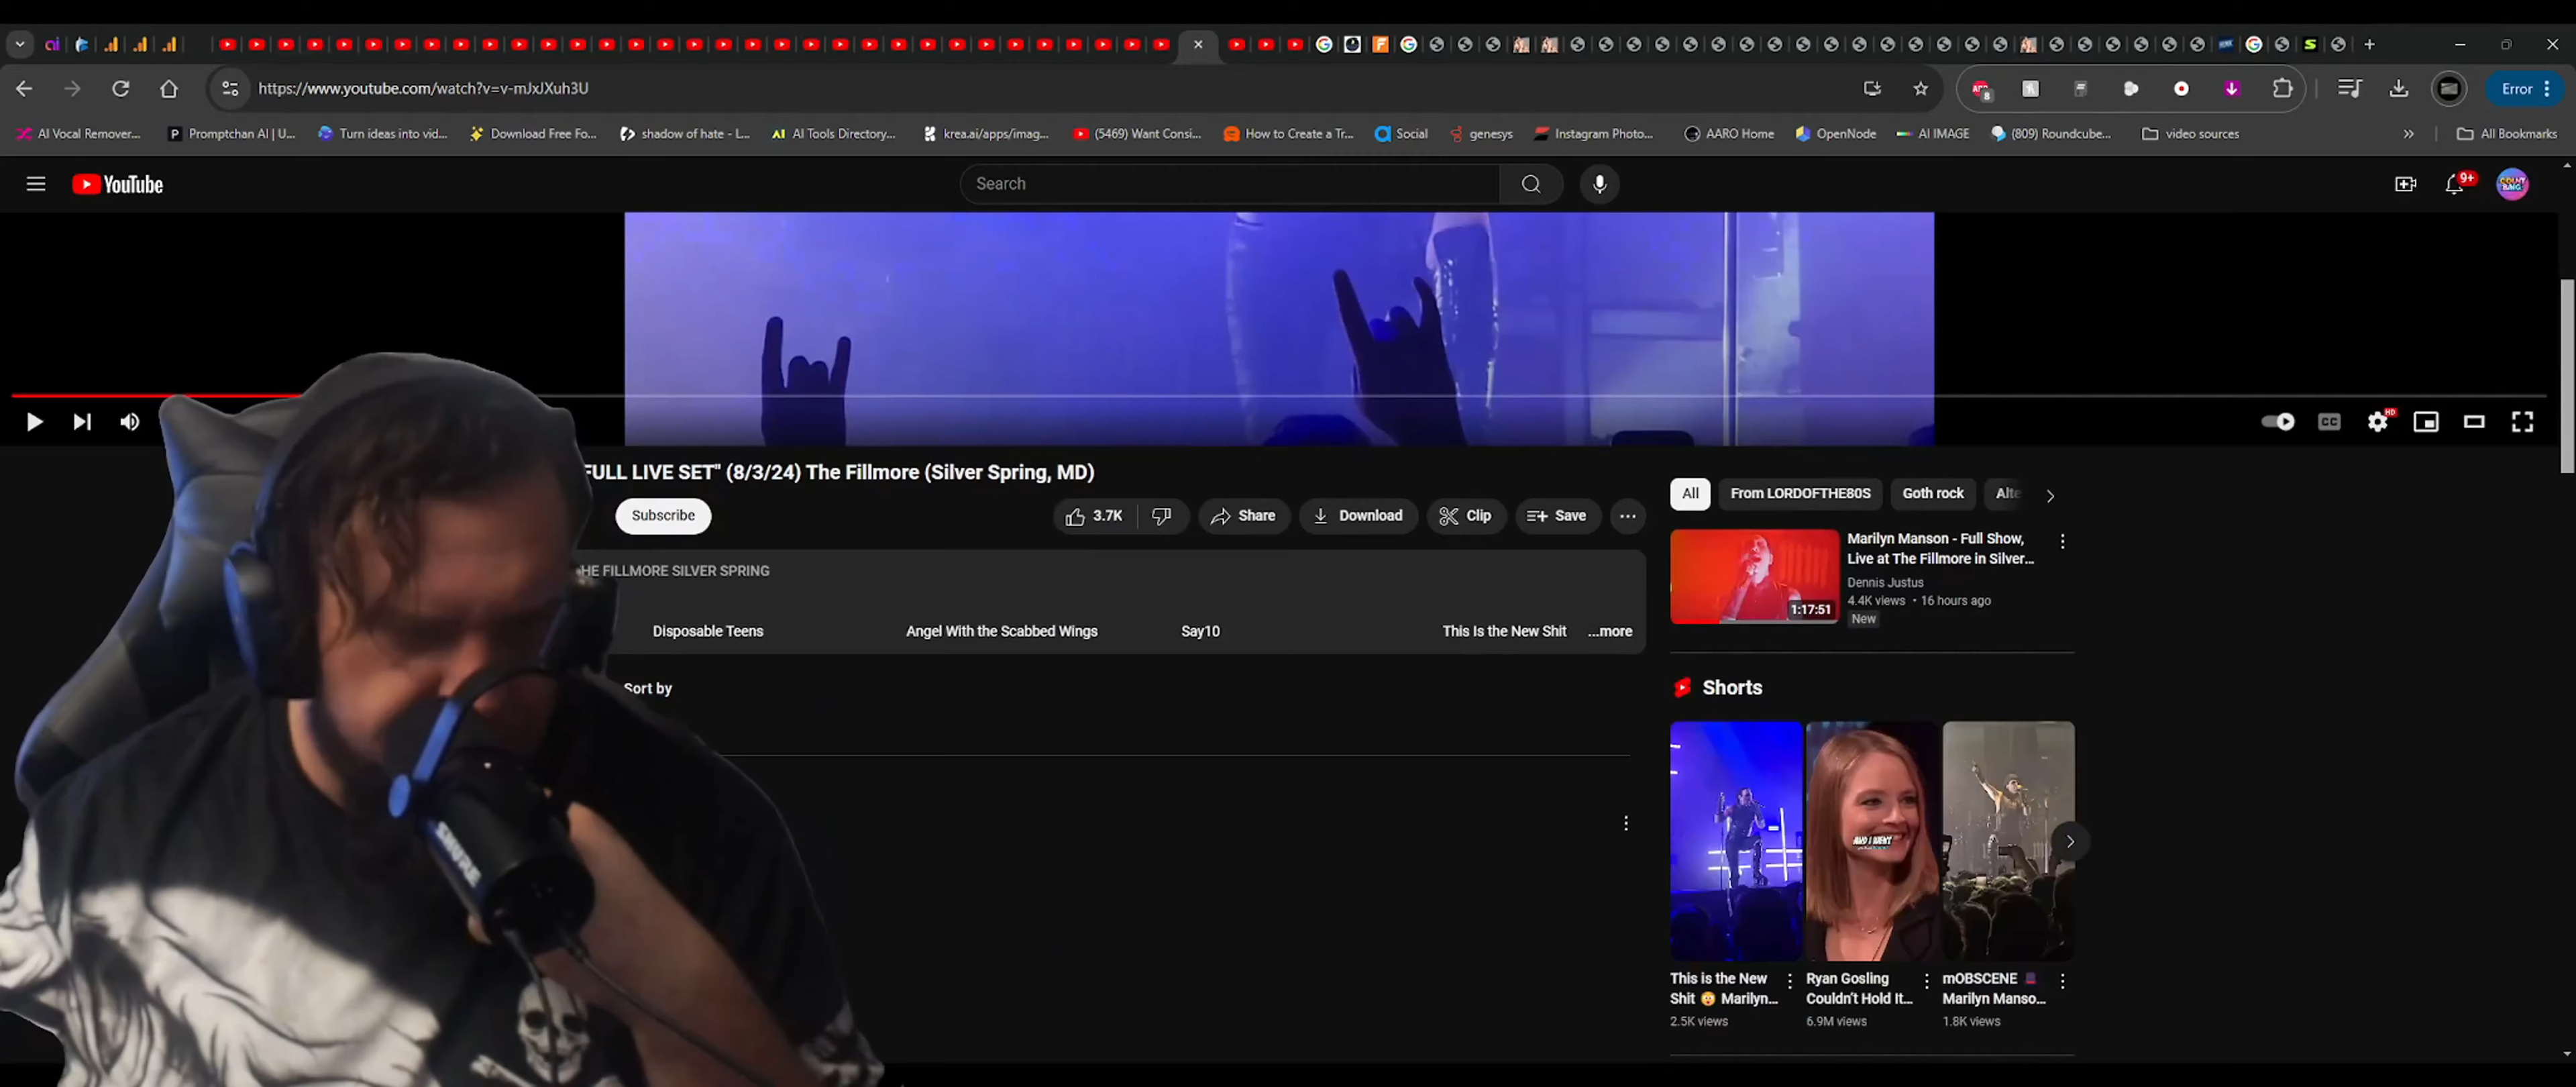 https://www.youtube.com/watch?v=v-mJxJXuh3U
Error
AI Vocal Remover...
Promptchan AI | U...
Turn ideas into vid...
Download Free Fo...
shadow of hate - L...
AI Tools Directory...
krea.ai/apps/imag...
(5469) Want Consi...
How to Create a Tr...
Social
genesys
Instagram Photo...
AARO Home
OpenNode
AI IMAGE
(809) Roundcube...
video sources
All Bookmarks
YouTube
Search
9+
CC
HD
FULL LIVE SET" (8/3/24) The Fillmore (Silver Spring, MD)
Subscribe
3.7K
Share
Download
Clip
Save
HE FILLMORE SILVER SPRING
Disposable Teens
Angel With the Scabbed Wings
Say10
This Is the New Shit
...more
Sort by
SHURE
All
From LORDOFTHE80S
Goth rock
Alte
Marilyn Manson - Full Show,
Live at The Fillmore in Silver...
Dennis Justus
4.4K views • 16 hours ago
New
1:17:51
Shorts
AND I WENT
This is the New
Shit 😳 Marilyn...
2.5K views
Ryan Gosling
Couldn't Hold It...
6.9M views
mOBSCENE
Marilyn Manso...
1.8K views